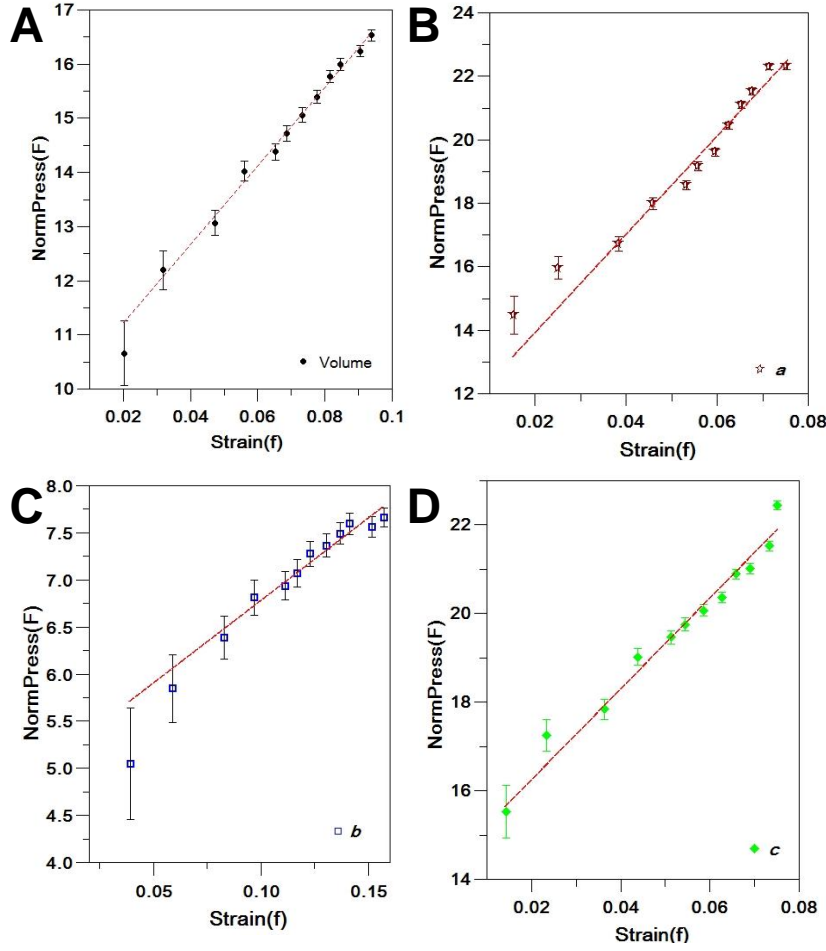 A
17
16
15
14
13
12
11
10
NormPress(F)
0.02
0.04
0.06
0.08
0.1
Strain(f)
Volume
B
24
22
20
18
16
14
12
NormPress(F)
0.02
0.04
0.06
0.08
Strain(f)
a
C
8.0
7.5
7.0
6.5
6.0
5.5
5.0
4.5
4.0
NormPress(F)
0.05
0.10
0.15
Strain(f)
b
D
22
20
18
16
14
NormPress(F)
0.02
0.04
0.06
0.08
Strain(f)
c